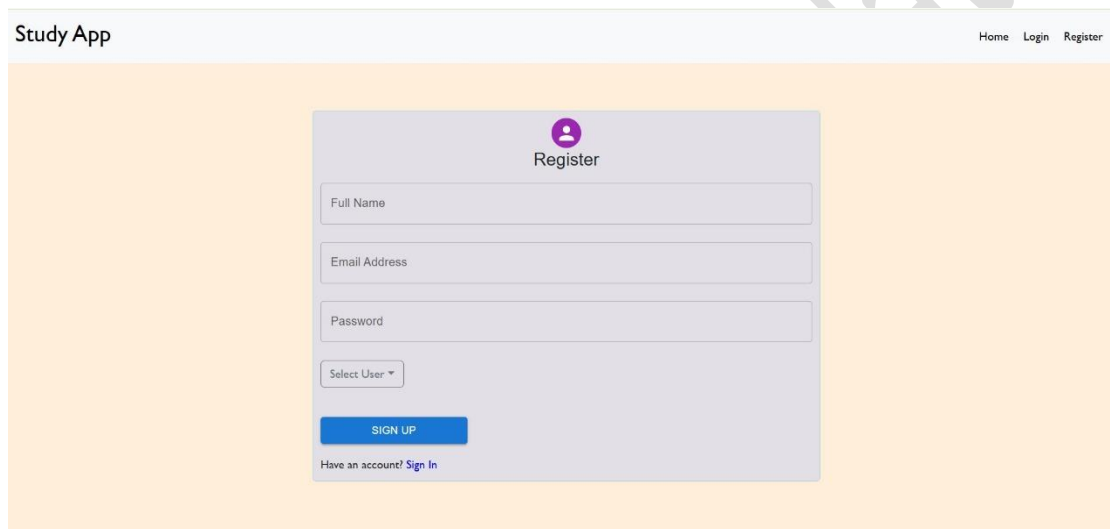 Study App
Home Login Register
Register
Full Name
Email Address
Password
Select User
SIGN UP
Have an account? Sign In